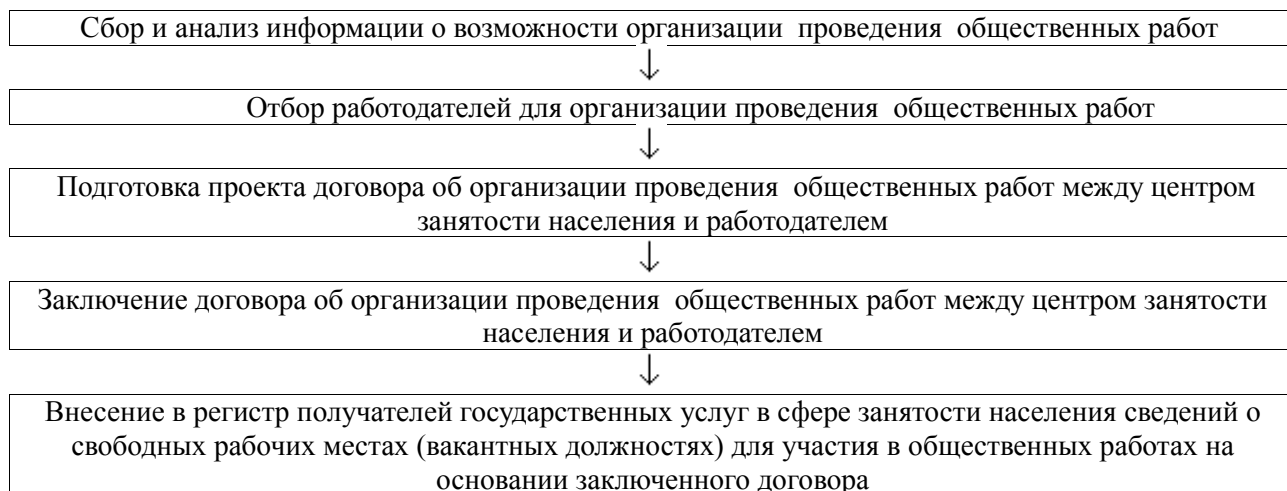 Сбор и анализ информации о возможности организации проведения общественных работ
↓
Отбор работодателей для организации проведения общественных работ
↓
Подготовка проекта договора об организации проведения общественных работ между центром
занятости населения и работодателем
↓
Заключение договора об организации проведения общественных работ между центром занятости
населения и работодателем
↓
Внесение в регистр получателей государственных услуг в сфере занятости населения сведений о
свободных рабочих местах (вакантных должностях) для участия в общественных работах на
основании заключенного договора